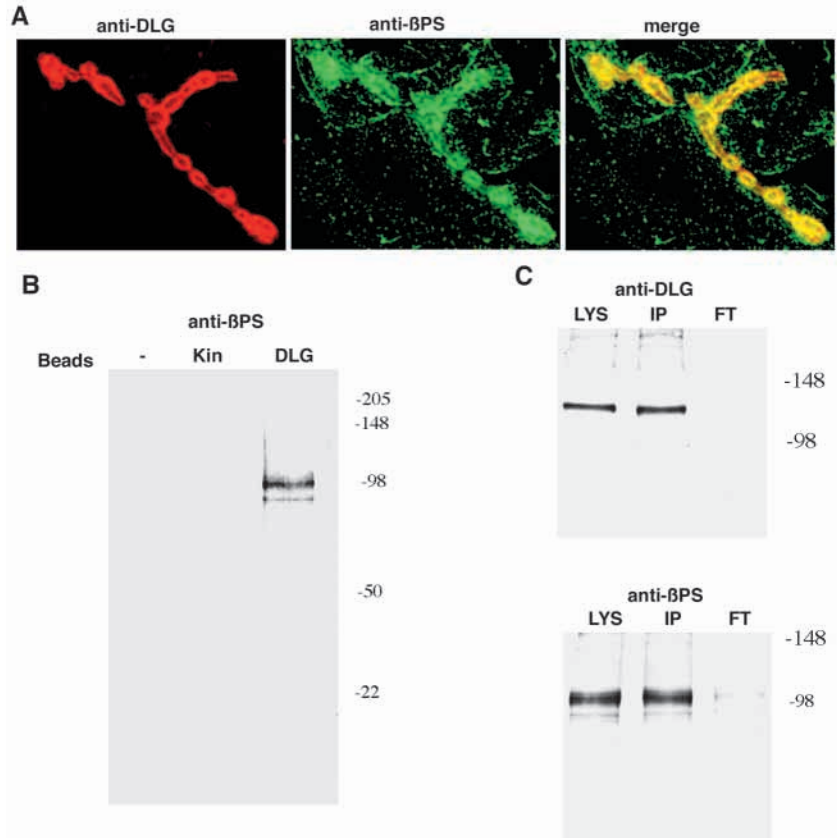 A
anti-DLG anti-ßPS merge
B
anti-ßPS
Beads - Kin DLG
-205
-148
-98
-50
-22
C
anti-DLG
LYS IP FT
-148
-98
anti-ßPS
LYS IP FT
-148
-98